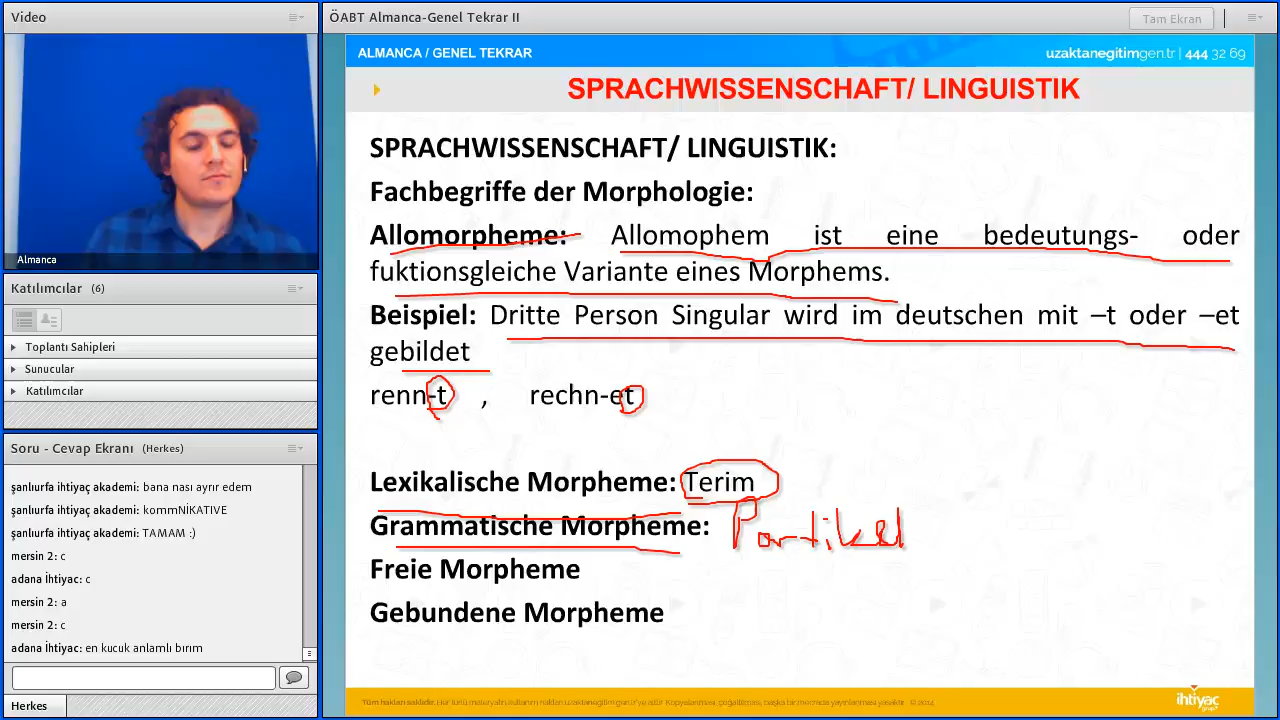 Video
ÖABT Almanca-Genel Tekrar II
Tam Ekran
ALMANCA / GENEL TEKRAR
uzaktanegitimgen.tr | 444 32 69
SPRACHWISSENSCHAFT/ LINGUISTIK
SPRACHWISSENSCHAFT/ LINGUISTIK:
Fachbegriffe der Morphologie:
Allomorpheme: Allomophem ist eine bedeutungs- oder
fuktionsgleiche Variante eines Morphems.
Beispiel: Dritte Person Singular wird im deutschen mit –t oder –et
gebildet
renn-t , rechn-et
Lexikalische Morpheme: Terim
Grammatische Morpheme: Partikel
Freie Morpheme
Gebundene Morpheme
Almanca
Katılımcılar (6)
Toplantı Sahipleri
Sunucular
Katılımcılar
Soru - Cevap Ekranı (Herkes)
şanlıurfa ihtiyaç akademi: bana nası ayrır edem
şanlıurfa ihtiyaç akademi: kommNİKATIVE
şanlıurfa ihtiyaç akademi: TAMAM :)
mersin 2: c
adana İhtiyaç: c
mersin 2: a
mersin 2: c
adana İhtiyaç: en kucuk anlamlı bırım
Herkes
Tüm hakları saklıdır.
© 2014
ihtiyaç